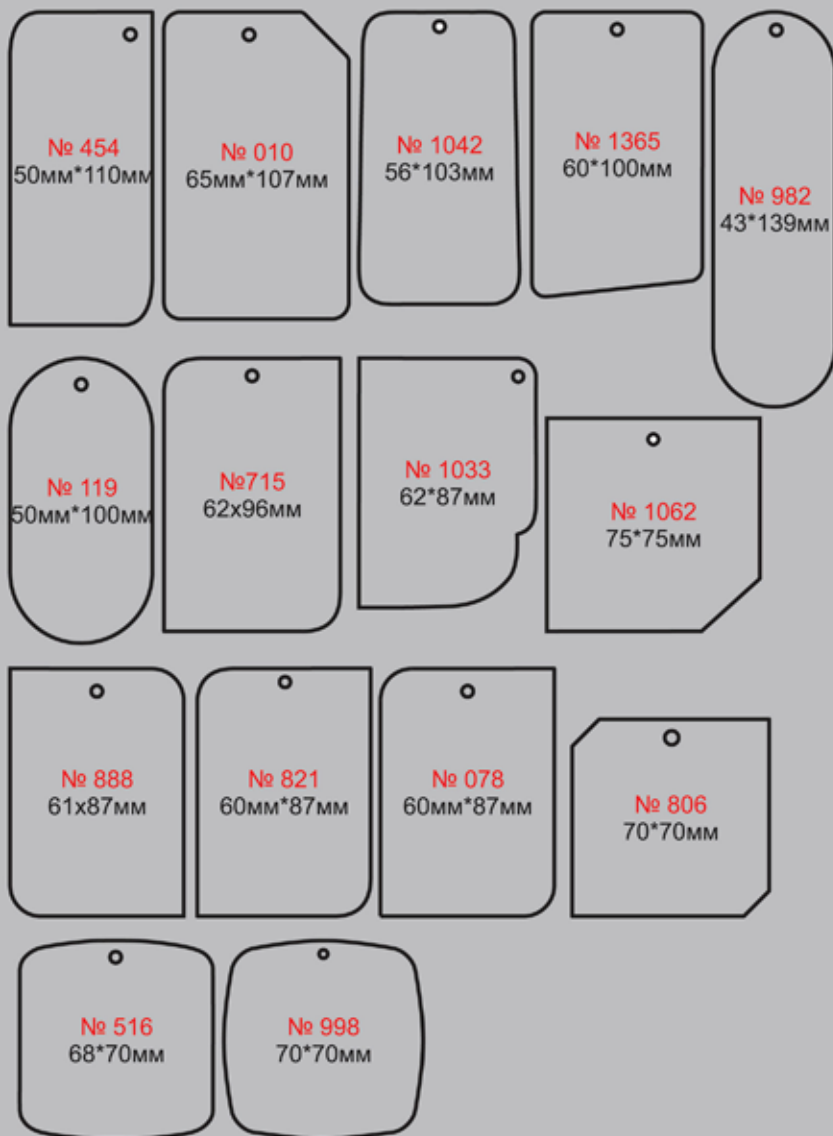 № 454
50мм*110мм
№ 010
65мм*107мм
№ 1042
56*103мм
№ 1365
60*100мм
№ 982
43*139мм
№ 119
50мм*100мм
№715
62х96мм
№ 1033
62*87мм
№ 1062
75*75мм
№ 888
61х87мм
№ 821
60мм*87мм
№ 078
60мм*87мм
№ 806
70*70мм
№ 516
68*70мм
№ 998
70*70мм